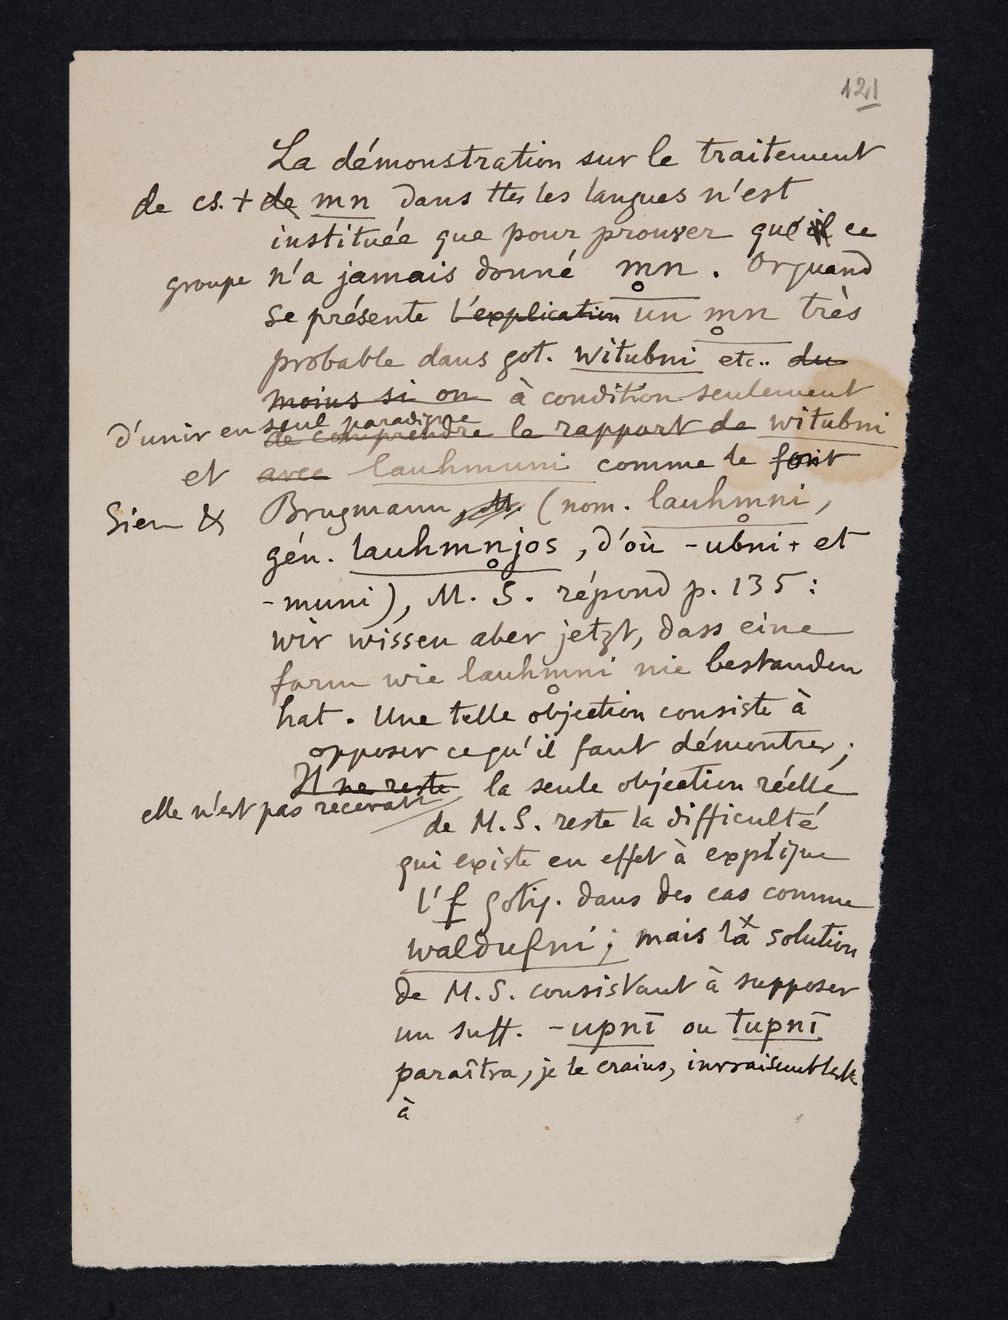 121
La démonstration sur le traitement
de cs. + de mn dans ttes les langues n'est
instituée que pour prouver que ce
groupe n'a jamais donné mn̥. Or quand
se présente l'explication un mn̥ très
probable dans got. witubni etc.. du
moins si on à condition seulement
d'unir en seul paradigme
de comprendre le rapport de witubni
et avec lauhmuni comme le font
Siev & Brugmann, M. (nom. lauhm̥ni,
gén. lauhmn̥jos, d'où -ubni + et
-muni), M. S. répond p. 135 :
wir wissen aber jetzt, dass eine
form wie lauhm̥ni nie bestanden
hat. Une telle objection consiste à
opposer ce qu'il faut démontrer ;
Il ne reste la seule objection réelle
elle n'est pas recevable
de M. S. reste la difficulté
qui existe en effet à expliquer
l'f gotiq. dans des cas comme
waldufni ; mais la solution
de M. S. consistant à supposer
un suff. -upnī ou tupnī
paraîtra, je le crains, invraisemblable
à